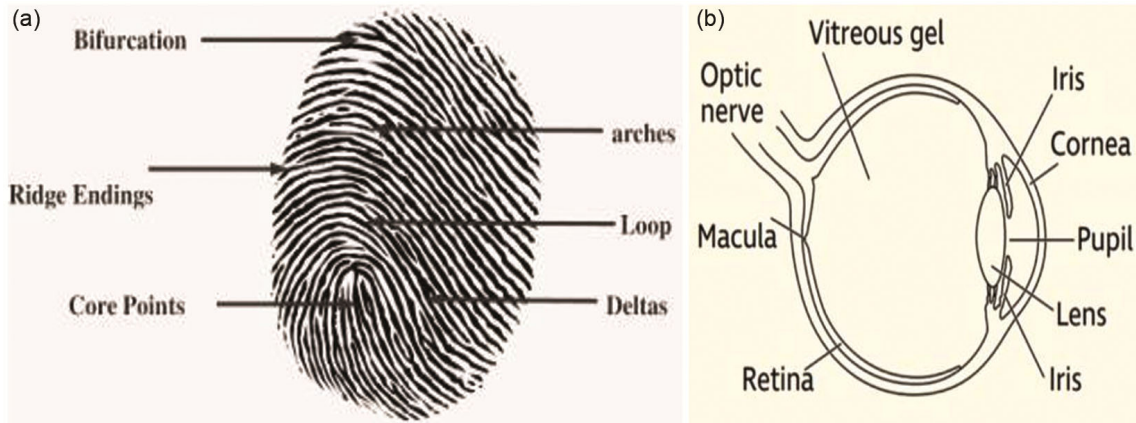 (a)
Bifurcation
arches
Ridge Endings
Loop
Core Points
Deltas
(b)
Vitreous gel
Optic
nerve
Iris
Cornea
Macula
Pupil
Lens
Retina
Iris